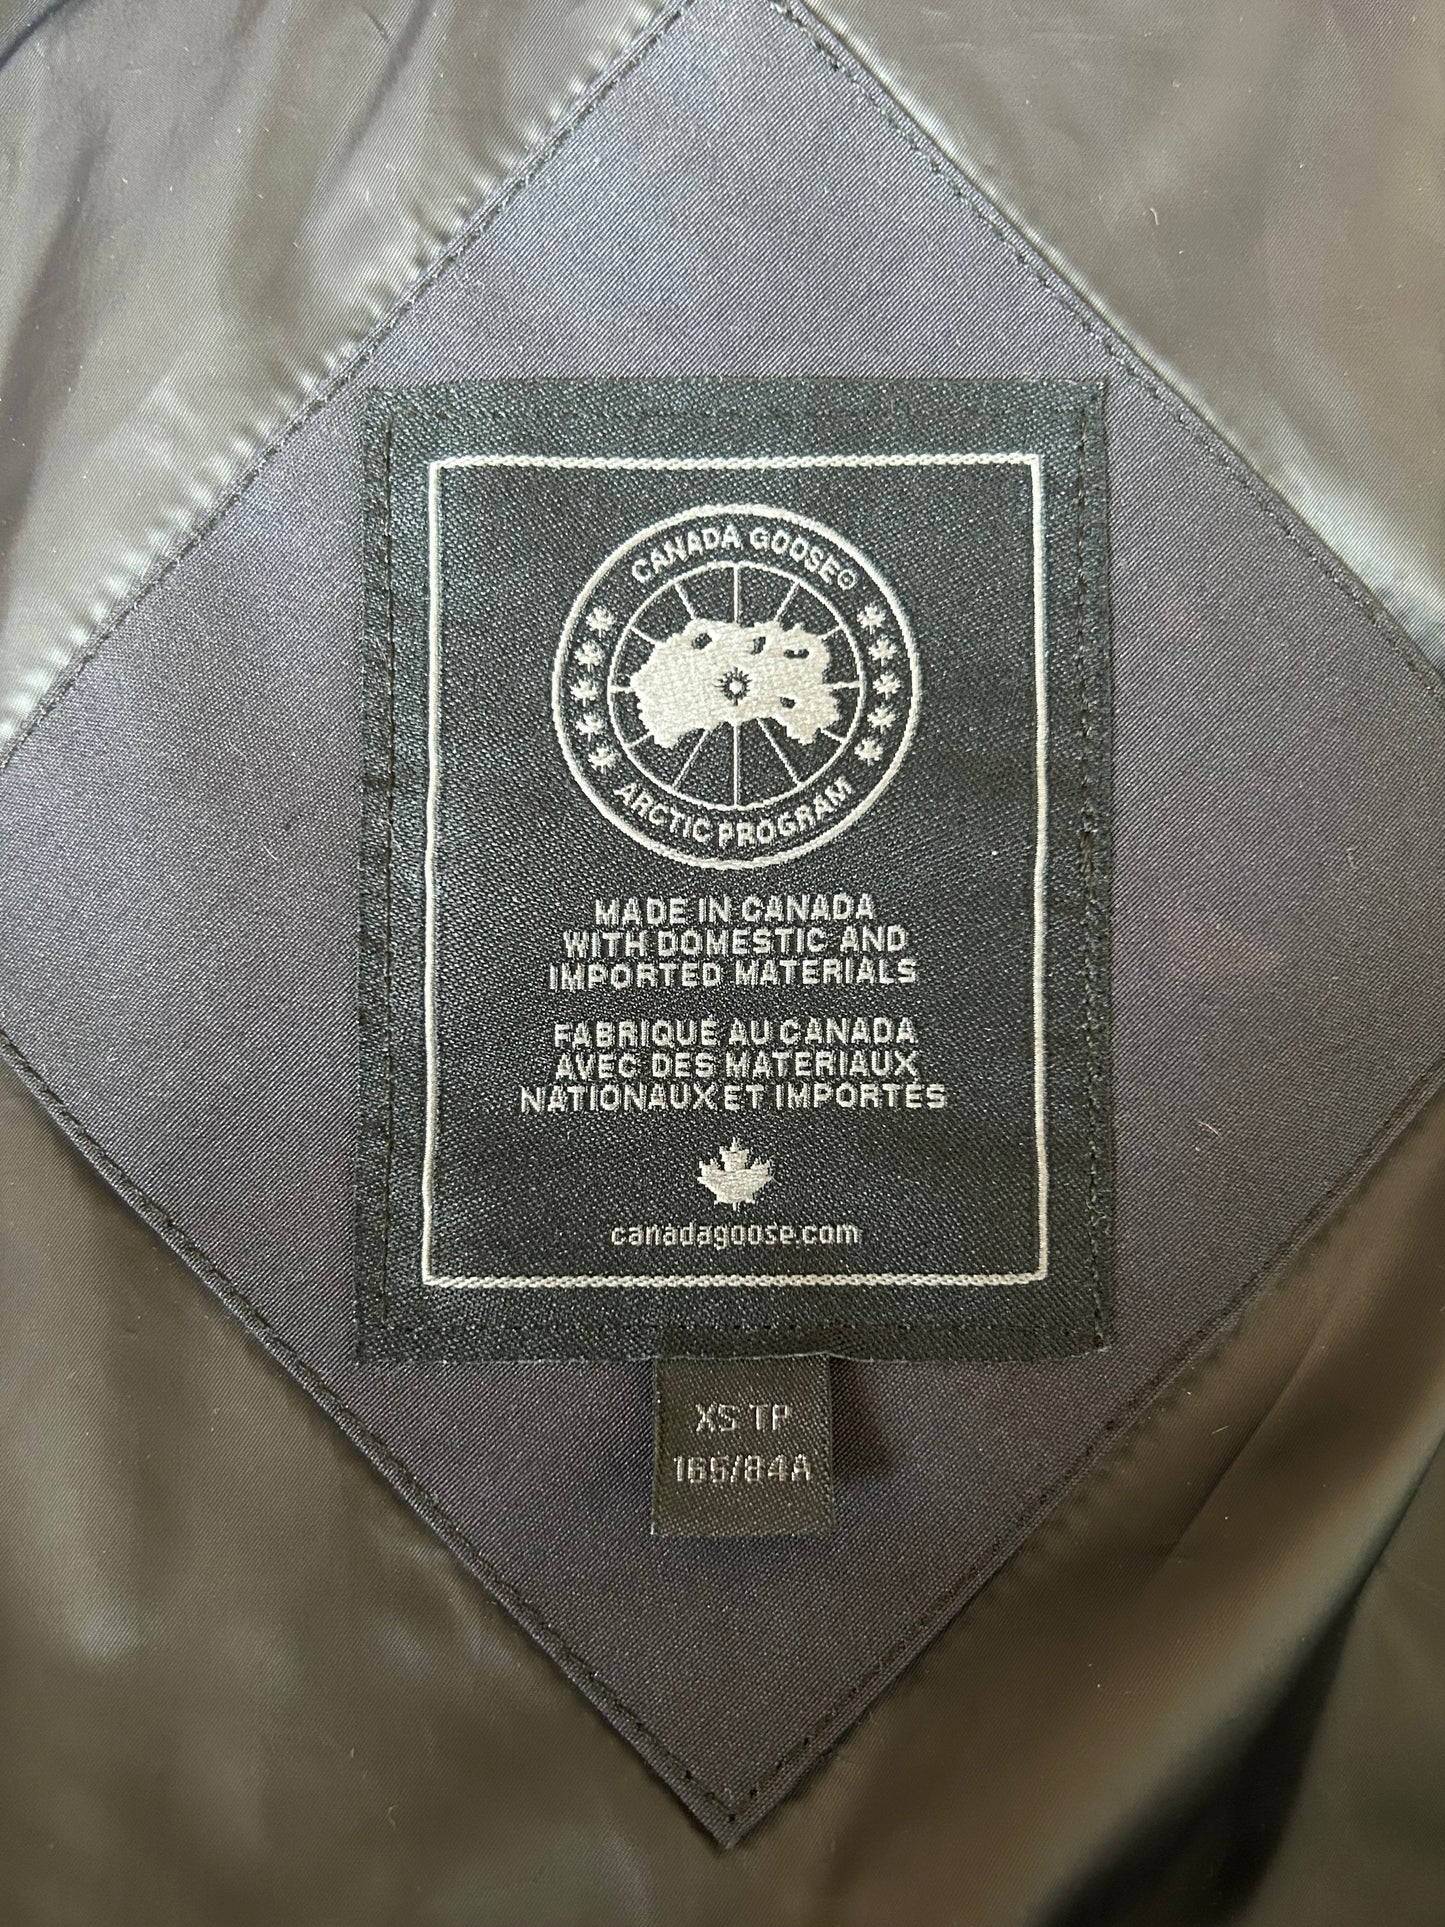 CANADA GOOSE®
ARCTIC PROGRAM
MADE IN CANADA
WITH DOMESTIC AND
IMPORTED MATERIALS
FABRIQUÉ AU CANADA
AVEC DES MATERIAUX
NATIONAUX ET IMPORTÉS
canadagoose.com
XS TP
165/84A